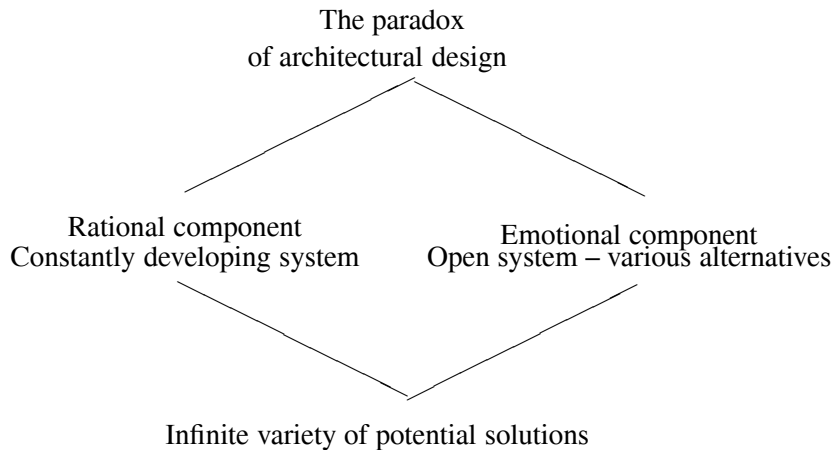 The paradox
of architectural design
Rational component
Constantly developing system
Emotional component
Open system – various alternatives
Infinite variety of potential solutions